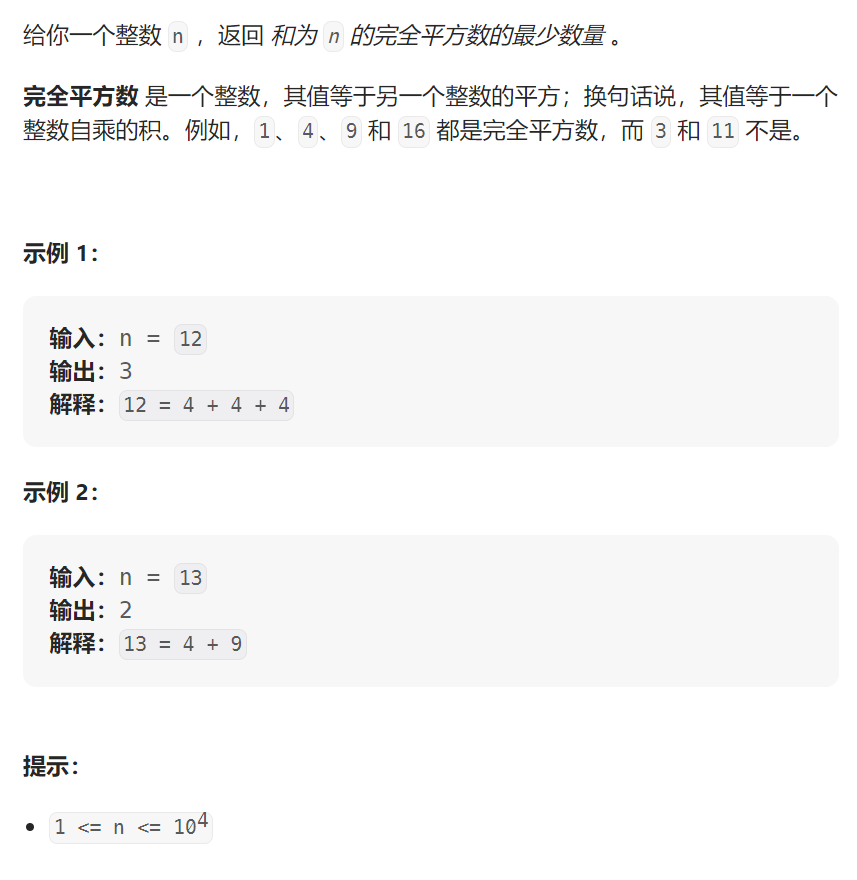 给你一个整数 n ，返回 和为 n 的完全平方数的最少数量 。
完全平方数 是一个整数，其值等于另一个整数的平方；换句话说，其值等于一个
整数自乘的积。例如，1、4、9 和 16 都是完全平方数，而 3 和 11 不是。
示例 1：
输入：n = 12
输出：3
解释：12 = 4 + 4 + 4
示例 2：
输入：n = 13
输出：2
解释：13 = 4 + 9
提示：
• 1 <= n <= 10⁴